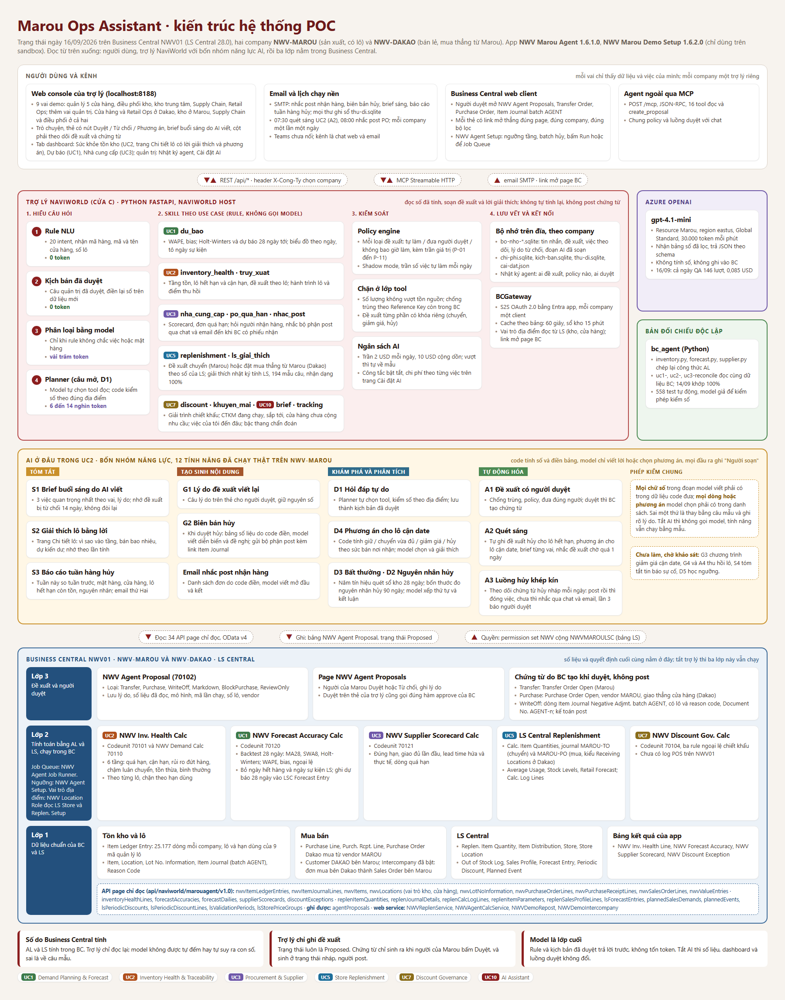 Marou Ops Assistant · kiến trúc hệ thống POC
Trạng thái ngày 16/09/2026 trên Business Central NWV01 (LS Central 28.0), hai company NWV-MAROU (sản xuất, có lô) và NWV-DAKAO (bán lẻ, mua thẳng từ Marou). App NWV Marou Agent 1.6.1.0, NWV Marou Demo Setup 1.6.2.0 (chỉ dùng trên
sandbox). Đọc từ trên xuống: người dùng, trợ lý NaviWorld với bốn nhóm năng lực AI, rồi ba lớp nằm trong Business Central.
NGƯỜI DÙNG VÀ KÊNH
mỗi vai chỉ thấy dữ liệu và việc của mình; mỗi company một trợ lý riêng
Web console của trợ lý (localhost:8188)
• 9 vai demo: quản lý 5 cửa hàng, điều phối kho, kho trung tâm, Supply Chain, Retail
Ops; thêm vai quản trị. Cửa hàng và Retail Ops ở Dakao, kho ở Marou, Supply Chain
và điều phối ở cả hai
• Trò chuyện, thẻ có nút Duyệt / Từ chối / Phương án, brief buổi sáng do AI viết, cột
phải theo dõi đề xuất và chứng từ
• Tab dashboard: Sức khỏe tồn kho (UC2, trang Chi tiết lô có lời giải thích và phương
án), Dự báo (UC1), Nhà cung cấp (UC3); quản trị: Nhật ký agent, Cài đặt AI
Email và lịch chạy nền
• SMTP: nhắc post nhận hàng, biên bản hủy, brief sáng, báo cáo
tuần hàng hủy; mọi thư ghi sổ thu-di.sqlite
• 07:30 quét sáng UC2 (A2), 08:00 nhắc post PO; mỗi company
một lần một ngày
• Teams chưa nối; kênh là chat web và email
Business Central web client
• Người duyệt mở NWV Agent Proposals, Transfer Order,
Purchase Order, Item Journal batch AGENT
• Mỗi thẻ có link mở thẳng đúng page, đúng company, đúng
bộ lọc
• NWV Agent Setup: ngưỡng tầng, batch hủy, bấm Run hoặc
để Job Queue
Agent ngoài qua MCP
• POST /mcp, JSON-RPC, 16 tool đọc và
create_proposal
• Chung policy và luồng duyệt với chat
▼▲ REST /api/* · header X-Cong-Ty chọn company
▼▲ MCP Streamable HTTP
▲ email SMTP · link mở page BC
TRỢ LÝ NAVIWORLD (CỬA C) · PYTHON FASTAPI, NAVIWORLD HOST
đọc số đã tính, soạn đề xuất và lời giải thích; không tự tính lại, không post chứng từ
1. HIỂU CÂU HỎI
1 Rule NLU
• 20 intent, nhận mã hàng, mã và tên
cửa hàng, số lô
• 0 token
2 Kịch bản đã duyệt
• Câu quản trị đã duyệt, điền lại số trên
dữ liệu mới
• 0 token
3 Phân loại bằng model
• Chỉ khi rule không chắc việc hoặc mặt
hàng
• vài trăm token
4 Planner (câu mở, D1)
• Model tự chọn tool đọc; code kiểm
số theo đúng địa điểm
• 6 đến 14 nghìn token
2. SKILL THEO USE CASE (RULE, KHÔNG GỌI MODEL)
UC1 du_bao
• WAPE, bias; Holt-Winters và dự báo 28 ngày tới; biểu đồ theo ngày,
tô ngày sự kiện
UC2 inventory_health · truy_xuat
• Tầng tồn, lô hết hạn và cận hạn, đề xuất theo lô; hành trình lô và
điểm thu hồi
UC3 nha_cung_cap · po_qua_han · nhac_post
• Scorecard, đơn quá hạn; hỏi người nhận hàng, nhắc bộ phận post
qua chat và email đến khi BC có phiếu nhận
UC5 replenishment · ls_giai_thich
• Đề xuất chuyển (Marou) hoặc đặt mua thẳng từ Marou (Dakao)
theo số của LS; giải thích nhật ký tính LS, 194 mẫu câu, nhận dạng
100%
UC7 discount · khuyen_mai · UC10 brief · tracking
• Giải trình chiết khấu; CTKM đang chạy, sắp tới, cửa hàng chưa cộng
nhu cầu; việc của tôi đến đâu; bậc thang chẩn đoán
3. KIỂM SOÁT
Policy engine
• Mỗi loại đề xuất: tự làm / đưa người duyệt /
không bao giờ làm, kèm trần giá trị (P-01
đến P-11)
• Shadow mode, trần số việc tự làm mỗi ngày
Chặn ở lớp tool
• Số lượng không vượt tồn nguồn; chống
trùng theo Reference Key còn trong BC
• Đề xuất từng phần có khóa riêng (chuyển,
giảm giá, hủy)
Ngân sách AI
• Trần 2 USD mỗi ngày, 10 USD cộng dồn; vượt
thì tự về mẫu
• Công tắc bật tắt, chi phí theo từng việc trên
trang Cài đặt AI
4. LƯU VẾT VÀ KẾT NỐI
Bộ nhớ trên đĩa, theo company
• bo-nho-*.sqlite: tin nhắn, đề xuất, việc theo
dõi, lý do từ chối, đoạn AI đã soạn
• chi-phi.sqlite, kich-ban.sqlite, thu-di.sqlite,
cai-dat.json
• Nhật ký agent: ai đề xuất, policy nào, ai duyệt
BCGateway
• S2S OAuth 2.0 bằng Entra app, mỗi company
một client
• Cache theo bảng: 60 giây, sổ kho 15 phút
• Vai trò địa điểm đọc từ LS (kho, cửa hàng);
link mở page BC
AZURE OPENAI
gpt-4.1-mini
• Resource Marou, region eastus, Global
Standard, 30.000 token mỗi phút
• Nhận bảng số đã lọc, trả JSON theo
schema
• Không tính số, không ghi vào BC
• 16/09: cả ngày QA 146 lượt, 0,085 USD
BẢN ĐỐI CHIẾU ĐỘC LẬP
bc_agent (Python)
• inventory.py, forecast.py, supplier.py
chép lại công thức AL
• uc1-, uc2-, uc3-reconcile đọc cùng dữ
liệu BC; 14/09 khớp 100%
• 558 test tự động, model giả để kiểm
phép kiểm số
AI Ở ĐÂU TRONG UC2 · BỐN NHÓM NĂNG LỰC, 12 TÍNH NĂNG ĐÃ CHẠY THẬT TRÊN NWV-MAROU
code tính số và điền bảng, model chỉ viết lời hoặc chọn phương án, mọi đầu ra ghi "Người soạn"
TÓM TẮT
S1 Brief buổi sáng do AI viết
• 3 việc quan trọng nhất theo vai, lý do; nhớ đề xuất
bị từ chối 14 ngày, không đòi lại
S2 Giải thích lô bằng lời
• Trang Chi tiết lô: vì sao vào tầng, bán bao nhiêu,
dự kiến dư; nhớ theo lần tính
S3 Báo cáo tuần hàng hủy
• Tuần này so tuần trước, mặt hàng, cửa hàng, lô
hết hạn còn tồn, nguyên nhân; email thứ Hai
TẠO SINH NỘI DUNG
G1 Lý do đề xuất viết lại
• Câu lý do trên thẻ cho người duyệt, giữ nguyên số
G2 Biên bản hủy
• Khi duyệt hủy: bảng số liệu do code điền, model
viết diễn biến và đề nghị; gửi bộ phận post kèm
link Item Journal
Email nhắc post nhận hàng
• Danh sách đơn do code điền, model viết mở đầu
và kết
KHÁM PHÁ VÀ PHÂN TÍCH
D1 Hỏi đáp tự do
• Planner tự chọn tool, kiểm số theo địa điểm; lưu
thành kịch bản đã duyệt
D4 Phương án cho lô cận date
• Code tính giữ / chuyển vừa đủ / giảm giá / hủy
theo sức bán nơi nhận; model chọn và giải thích
D3 Bất thường · D2 Nguyên nhân hủy
• Năm tín hiệu quét sổ kho 28 ngày; bốn thước đo
nguyên nhân hủy 90 ngày; model xếp thứ tự và
kết luận
TỰ ĐỘNG HÓA
A1 Đề xuất có người duyệt
• Chống trùng, policy, đưa đúng người; duyệt thì BC
tạo chứng từ
A2 Quét sáng
• Tự ghi đề xuất hủy cho lô hết hạn, phương án cho
lô cận date, brief từng vai, nhắc đề xuất chờ quá 1
ngày
A3 Luồng hủy khép kín
• Theo dõi chứng từ hủy nháp mỗi ngày: post rồi thì
đóng việc, chưa thì nhắc qua chat và email, lần 3
báo người duyệt
PHÉP KIỂM CHUNG
Mọi chữ số trong đoạn model viết phải có
trong dữ liệu code đưa; mọi dòng hoặc
phương án model chọn phải có trong danh
sách. Sai một thứ là thay bằng câu mẫu và ghi
rõ lý do. Tắt AI thì không gọi model, tính năng
vẫn chạy bằng mẫu.
Chưa làm, chờ khảo sát: G3 chương trình
giảm giá cận date, G4 và A4 thu hồi lô, S4 tóm
tắt tin báo sự cố, D5 học ngưỡng.
▼ Đọc: 34 API page chỉ đọc, OData v4
▼ Ghi: bảng NWV Agent Proposal, trạng thái Proposed
▲ Quyền: permission set NWV cộng NWVMAROULSC (bảng LS)
BUSINESS CENTRAL NWV01 · NWV-MAROU VÀ NWV-DAKAO · LS CENTRAL
số liệu và quyết định cuối cùng nằm ở đây; tắt trợ lý thì ba lớp này vẫn chạy
Lớp 3
Đề xuất và người
duyệt
NWV Agent Proposal (70102)
• Loại: Transfer, Purchase, WriteOff, Markdown, BlockPurchase, ReviewOnly
• Lưu lý do, số liệu đã đọc, mô hình, mã lần chạy, số lô, vendor
Page NWV Agent Proposals
• Người của Marou Duyệt hoặc Từ chối, ghi lý do
• Duyệt trên thẻ của trợ lý cũng gọi đúng hàm approve của BC
Chứng từ do BC tạo khi duyệt, không post
• Transfer: Transfer Order Open (Marou)
• Purchase: Purchase Order Open, vendor MAROU, giao thẳng cửa hàng (Dakao)
• WriteOff: dòng Item Journal Negative Adjmt. batch AGENT, có lô và reason code, Document
No. AGENT-n; kế toán post
Lớp 2
Tính toán bằng AL và
LS, chạy trong BC
Job Queue: NWV
Agent Job Runner.
Ngưỡng: NWV Agent
Setup. Vai trò địa
điểm: NWV Location
Role đọc LS Store và
Replen. Setup
UC2 NWV Inv. Health Calc
• Codeunit 70101 và NWV Demand Calc
70110
• 6 tầng: quá hạn, cận hạn, rủi ro đứt hàng,
chậm luân chuyển, tồn thừa, bình thường
• Theo từng lô, chặn theo hạn dùng
UC1 NWV Forecast Accuracy Calc
• Codeunit 70120
• Backtest 28 ngày: MA28, SWA8, Holt-
Winters; WAPE, bias, ngoại lệ
• Bỏ ngày hết hàng và ngày sự kiện LS; ghi dự
báo 28 ngày vào LSC Forecast Entry
UC3 NWV Supplier Scorecard Calc
• Codeunit 70121
• Đúng hạn, giao đủ lần đầu, lead time hứa và
thực tế, dòng quá hạn
UC5 LS Central Replenishment
• Calc. Item Quantities, journal MAROU-TO
(chuyển) và MAROU-PO (mua, kiểu Receiving
Locations ở Dakao)
• Average Usage, Stock Levels, Retail Forecast;
Calc. Log Lines
UC7 NWV Discount Gov. Calc
• Codeunit 70104, ba rule ngoại lệ chiết khấu
• Chưa có log POS trên NWV01
Lớp 1
Dữ liệu chuẩn của BC
và LS
Tồn kho và lô
• Item Ledger Entry: 25.177 dòng mỗi company, lô và hạn dùng của 9
mã quản lý lô
• Item, Location, Lot No. Information, Item Journal (batch AGENT),
Reason Code
Mua bán
• Purchase Line, Purch. Rcpt. Line, Purchase Order
Dakao mua từ vendor MAROU
• Customer DAKAO bên Marou; Intercompany đã bật:
đơn mua bên Dakao thành Sales Order bên Marou
LS Central
• Replen. Item Quantity, Item Distribution, Store, Store
Location
• Out of Stock Log, Sales Profile, Forecast Entry, Periodic
Discount, Planned Event
Bảng kết quả của app
• NWV Inv. Health Line, NWV Forecast Accuracy, NWV
Supplier Scorecard, NWV Discount Exception
API page chỉ đọc (api/naviworld/marouagent/v1.0): nwvItemLedgerEntries, nwvItemJournalLines, nwvItems, nwvLocations (vai trò kho, cửa hàng), nwvLotNoInformation, nwvPurchaseOrderLines, nwvPurchaseReceiptLines, nwvSalesOrderLines, nwvValueEntries ·
inventoryHealthLines, forecastAccuracies, forecastDailies, supplierScorecards, discountExceptions · replenItemQuantities, replenJournalDetails, replenCalcLogLines, replenItemParameters, replenSalesProfileLines, lsForecastEntries, plannedSalesDemands, plannedEvents,
lsPeriodicDiscounts, lsPeriodicDiscountLines, lsValidationPeriods, lsStorePriceGroups · ghi được: agentProposals · web service: NWVReplenService, NWVAgentCalcService, NWVDemoRepost, NWVDemoIntercompany
Số do Business Central tính
AL và LS tính trong BC. Trợ lý chỉ đọc lại; model không được tự đếm hay tự suy ra con số,
sai là về câu mẫu.
Trợ lý chỉ ghi đề xuất
Trạng thái luôn là Proposed. Chứng từ chỉ sinh ra khi người của Marou bấm Duyệt, và
sinh ở trạng thái nháp, người post.
Model là lớp cuối
Rule và kịch bản đã duyệt trả lời trước, không tốn token. Tắt AI thì số liệu, dashboard và
luồng duyệt không đổi.
UC1 Demand Planning & Forecast
UC2 Inventory Health & Traceability
UC3 Procurement & Supplier
UC5 Store Replenishment
UC7 Discount Governance
UC10 AI Assistant